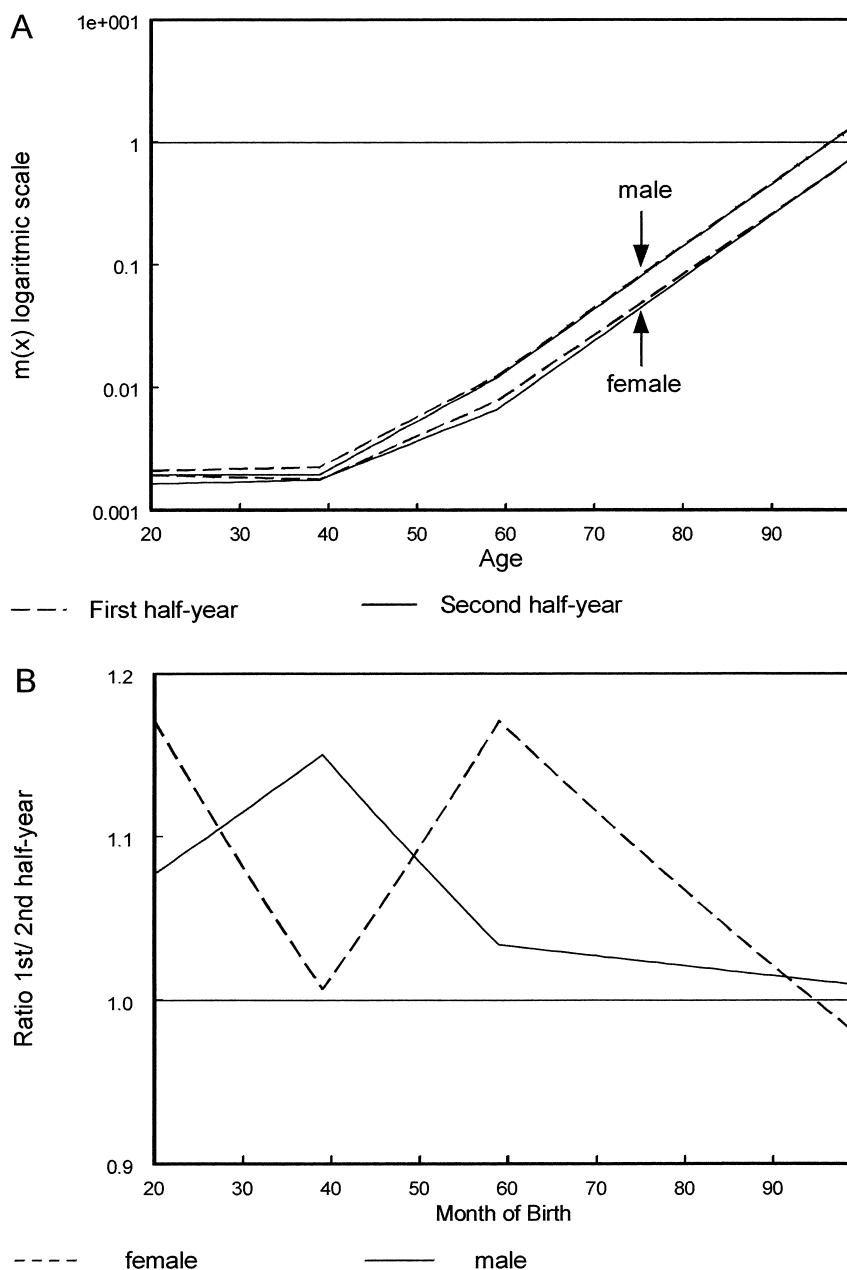 A
1e+001
1
0.1
0.01
0.001
m(x) logaritmic scale
male
female
20 30 40 50 60 70 80 90
Age
First half-year Second half-year
B
1.2
1.1
1.0
0.9
Ratio 1st/ 2nd half-year
20 30 40 50 60 70 80 90
Month of Birth
female male